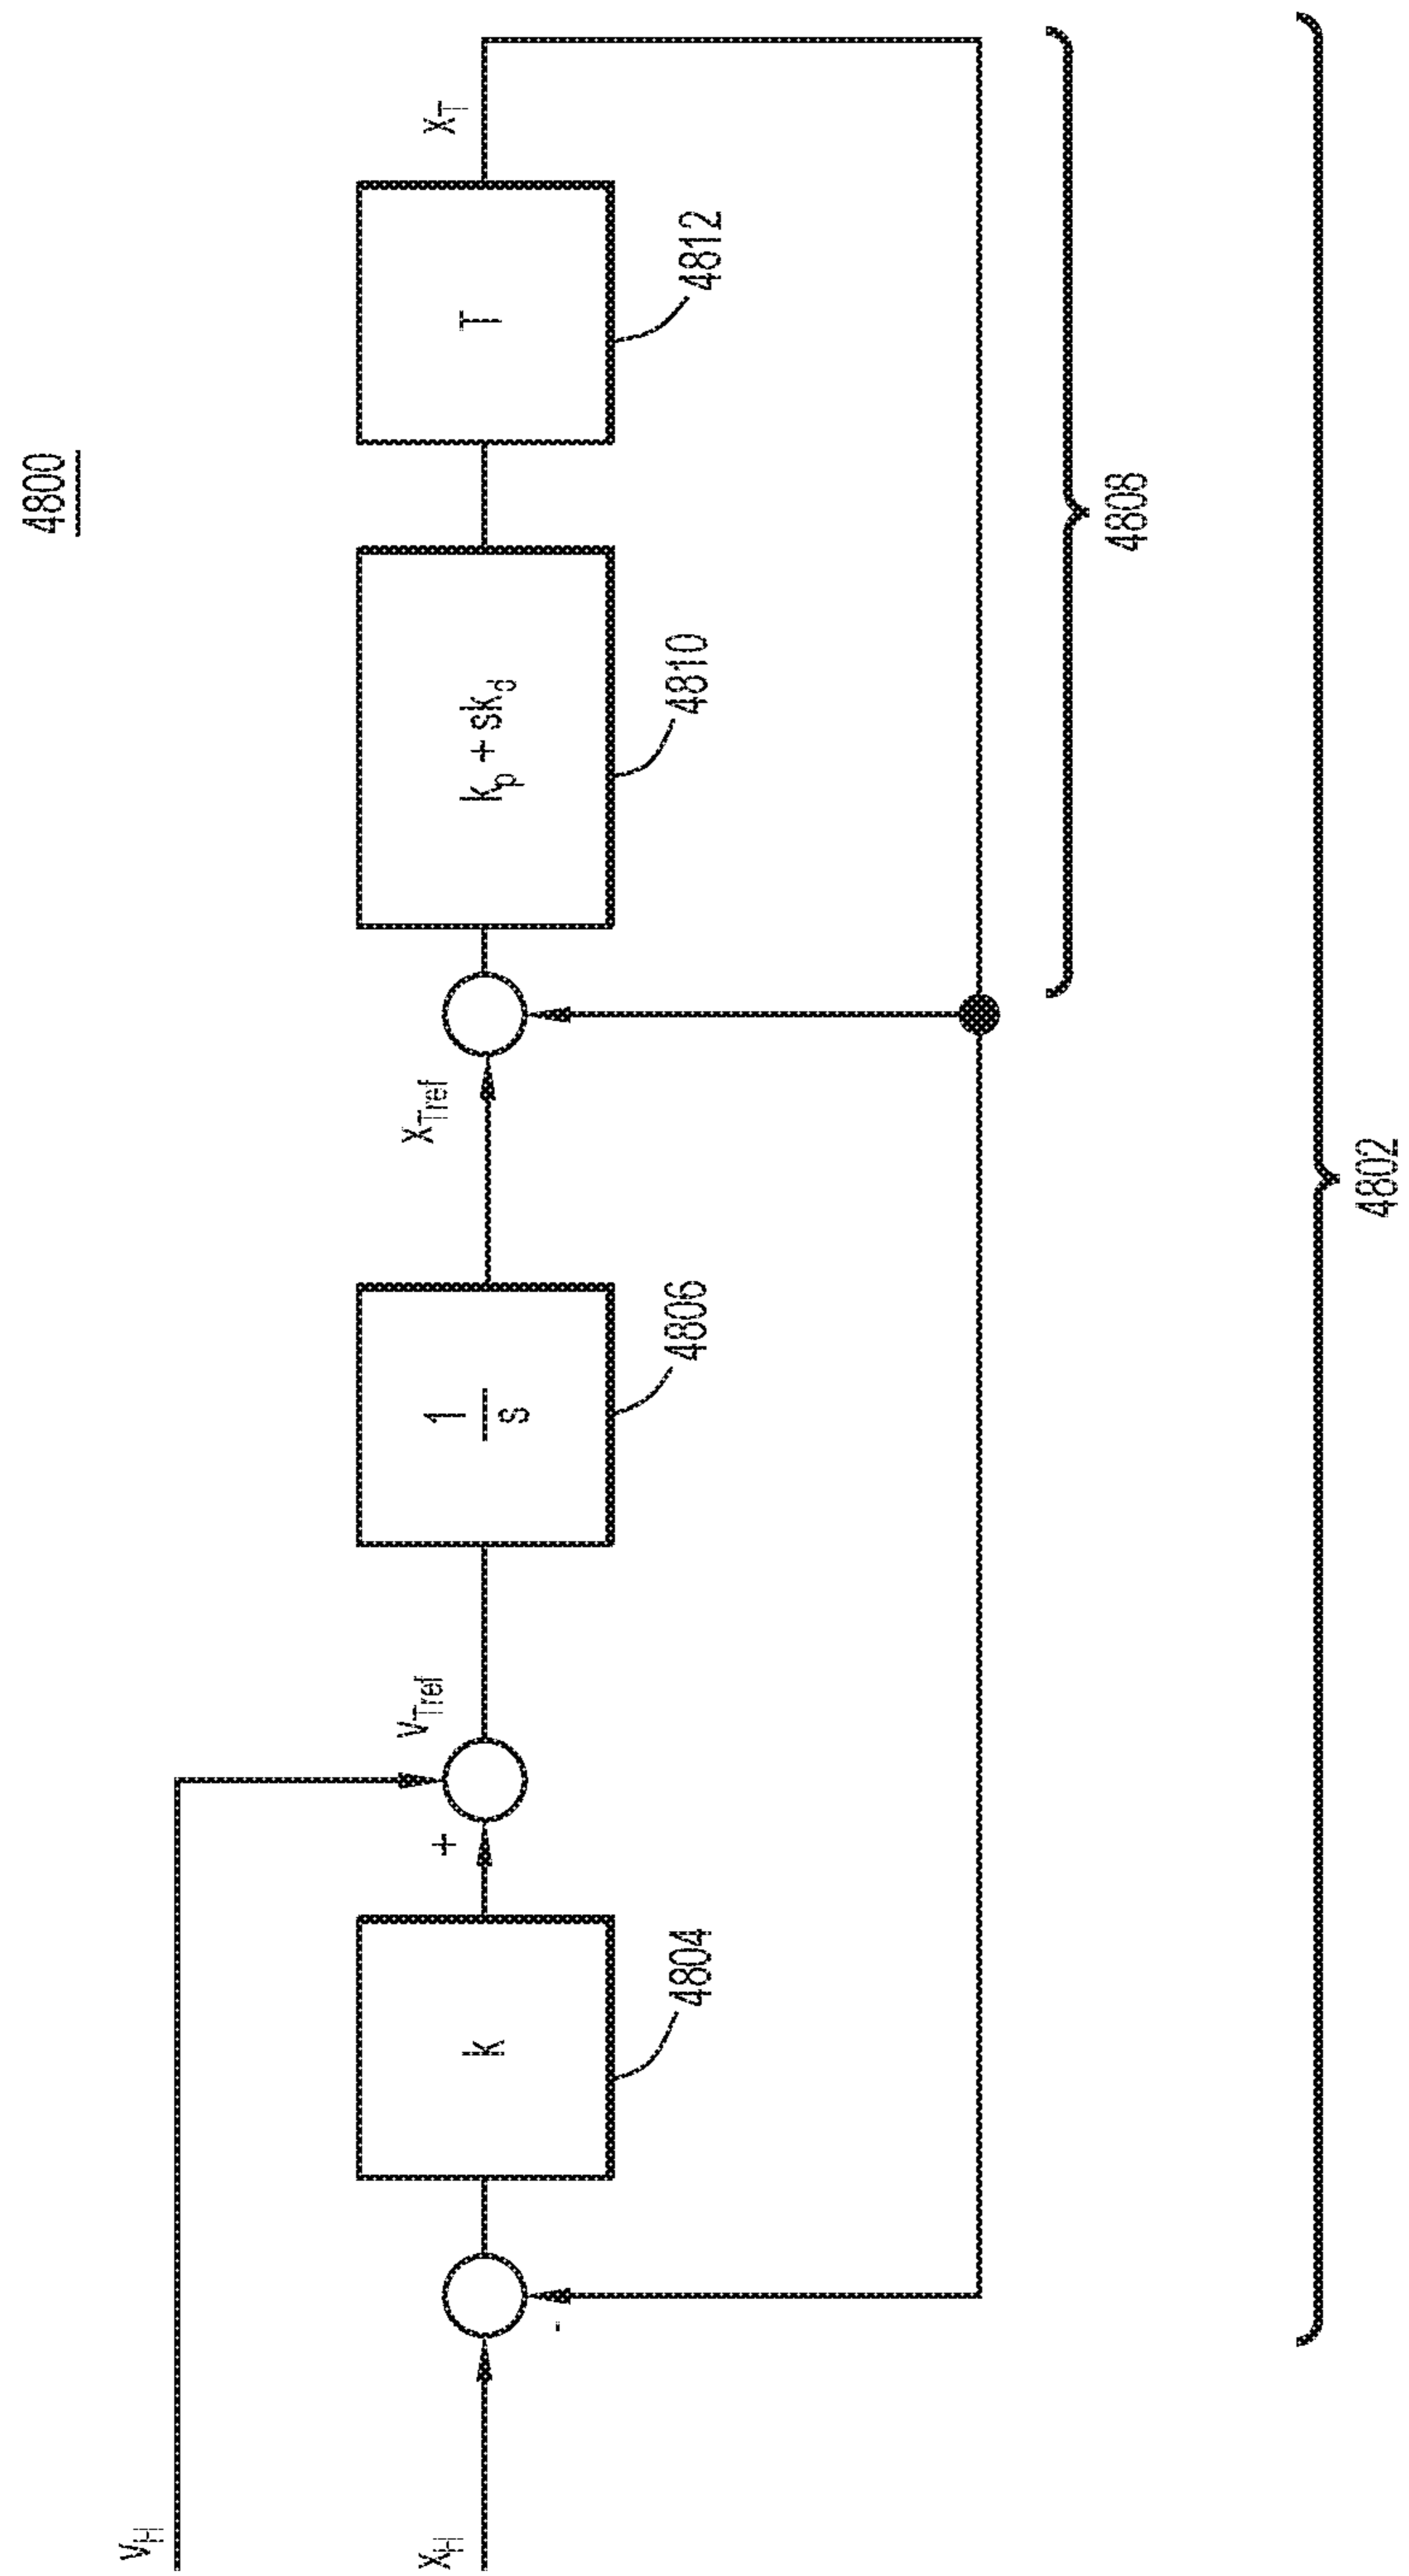 4800
V_H
X_H
-
k
4804
+
V_Tref
1
s
4806
X_Tref
k_p + sk_d
4810
T
4812
X_T
4808
4802